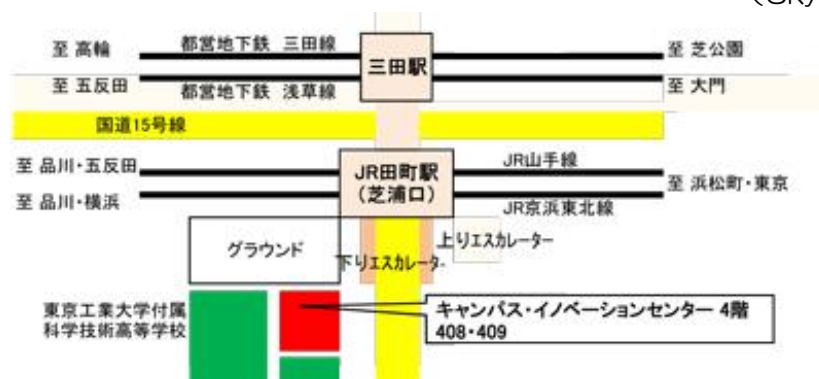 至 高輪
都営地下鉄 三田線
三田駅
至 芝公園
至 五反田
都営地下鉄 浅草線
至 大門
国道15号線
至 品川・五反田
JR田町駅
(芝浦口)
JR山手線
至 浜松町・東京
至 品川・横浜
JR京浜東北線
グラウンド
下りエスカレータ-
上りエスカレーター
東京工業大学付属
科学技術高等学校
キャンパス・イノベーションセンター 4階
408・409